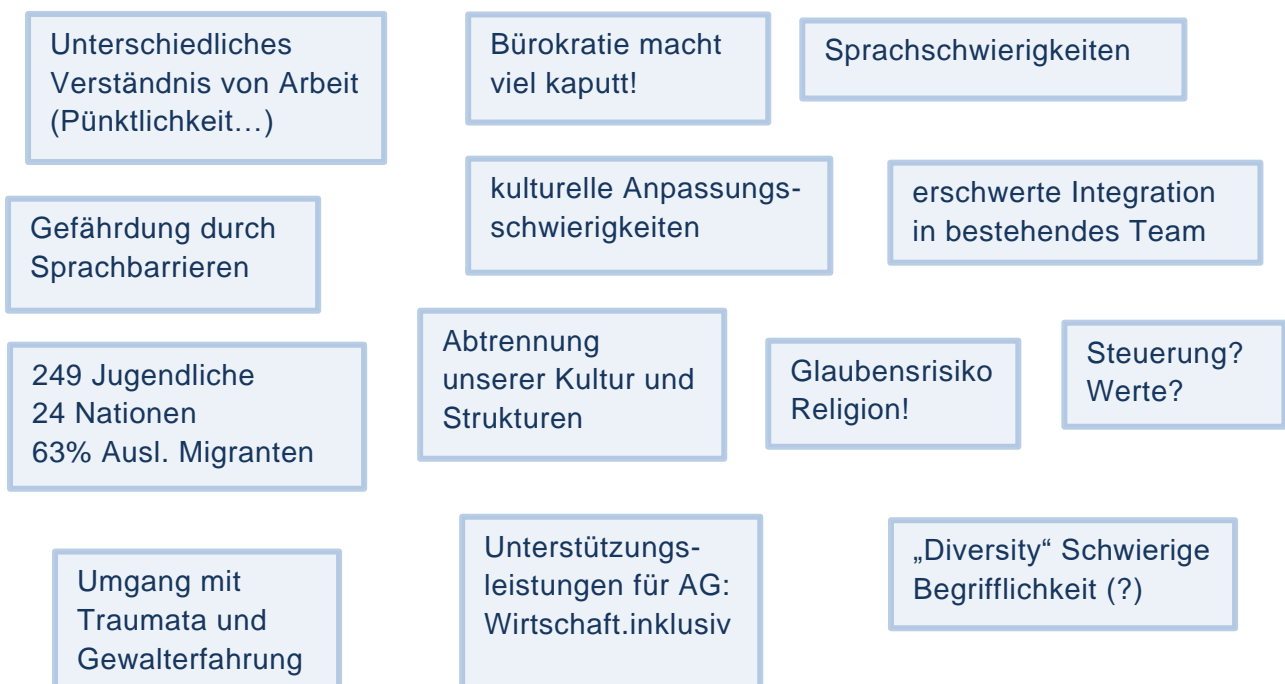 Unterschiedliches
Verständnis von Arbeit
(Pünktlichkeit…)
Bürokratie macht
viel kaputt!
Sprachschwierigkeiten
kulturelle Anpassungs-
schwierigkeiten
erschwerte Integration
in bestehendes Team
Gefährdung durch
Sprachbarrieren
249 Jugendliche
24 Nationen
63% Ausl. Migranten
Abtrennung
unserer Kultur und
Strukturen
Glaubensrisiko
Religion!
Steuerung?
Werte?
Umgang mit
Traumata und
Gewalterfahrung
Unterstützungs-
leistungen für AG:
Wirtschaft.inklusiv
„Diversity“ Schwierige
Begrifflichkeit (?)